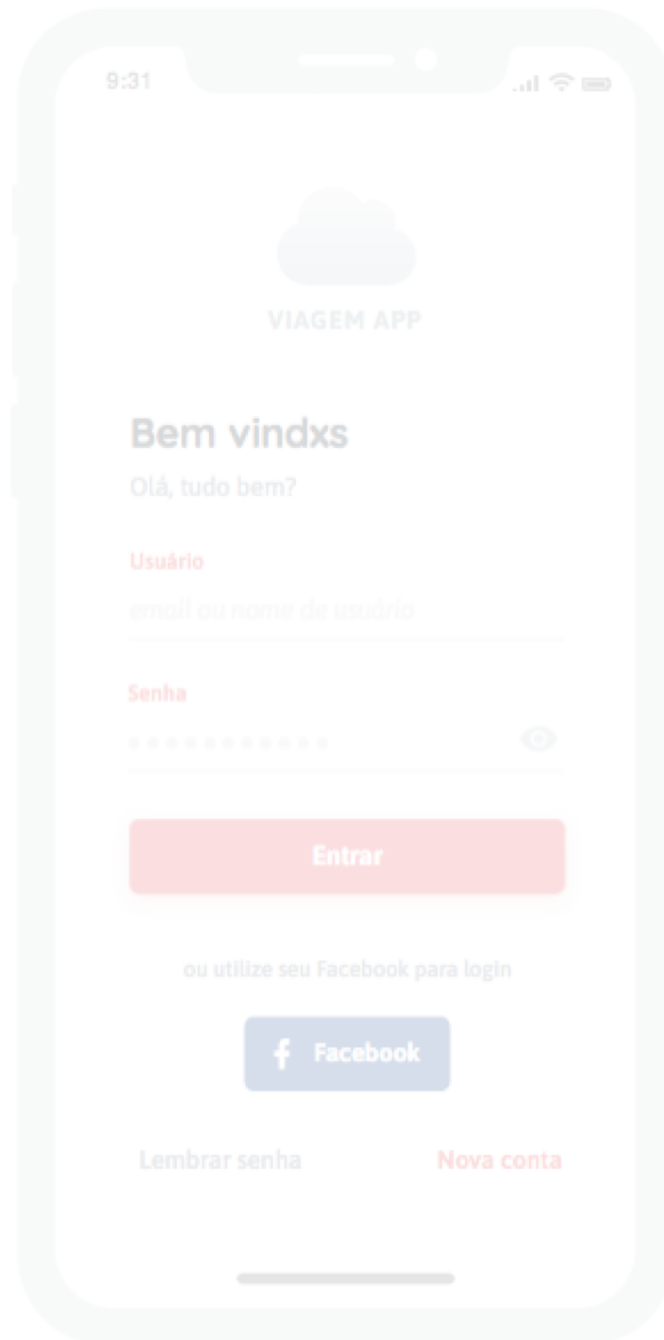 9:31
VIAGEM APP
Bem vindxs
Olá, tudo bem?
Usuário
email ou nome de usuário
Senha
Entrar
ou utilize seu Facebook para login
Facebook
Lembrar senha
Nova conta